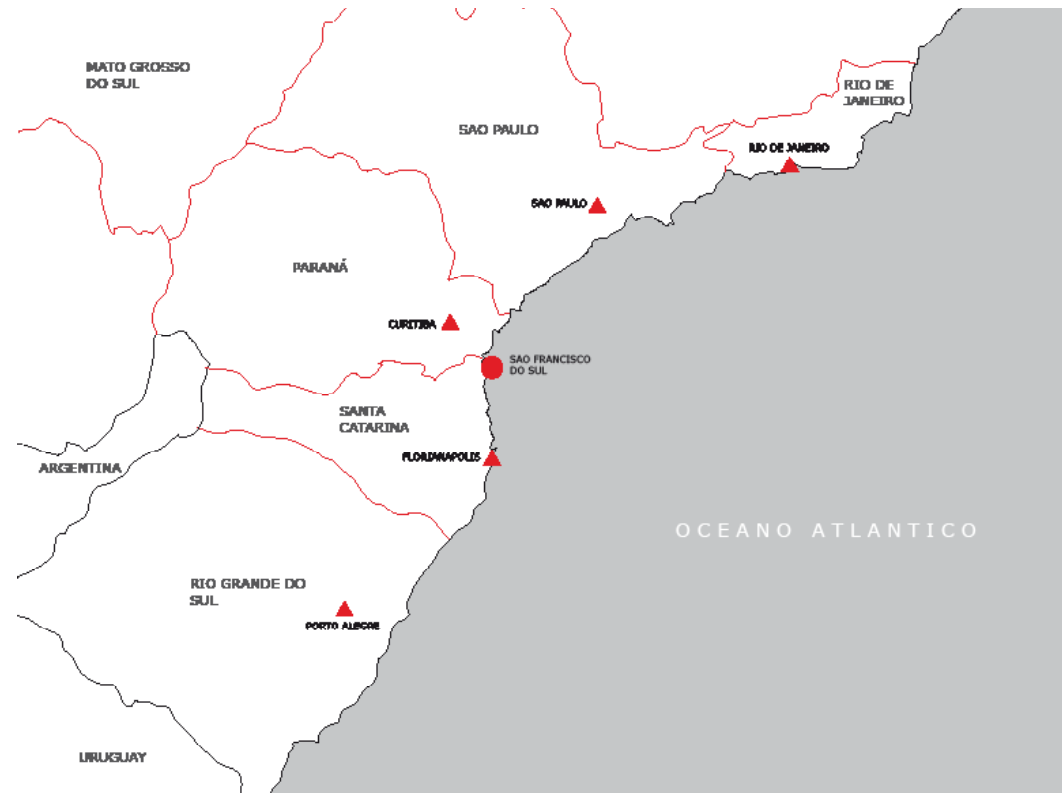 MATO GROSSO
DO SUL
RIO DE
JANEIRO
SAO PAULO
RIO DE JANEIRO
SAO PAULO
PARANÁ
CURITIBA
SAO FRANCISCO
DO SUL
SANTA
CATARINA
FLORIANAPOLIS
ARGENTINA
OCEANO ATLANTICO
RIO GRANDE DO
SUL
PORTO ALEGRE
URUGUAY